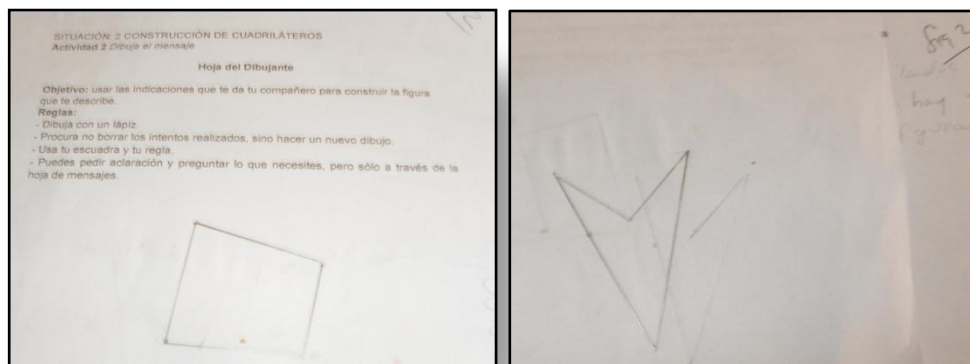 SITUACIÓN: 2 CONSTRUCCIÓN DE CUADRILÁTEROS
Actividad 2 Dibuja el mensaje
Hoja del Dibujante
Objetivo: usar las indicaciones que te da tu compañero para construir la figura
que te describe.
Reglas:
- Dibuja con un lápiz.
- Procura no borrar los intentos realizados, sino hacer un nuevo dibujo.
- Usa tu escuadra y tu regla.
- Puedes pedir aclaración y preguntar lo que necesites, pero sólo a través de la
hoja de mensajes.
lados
hay